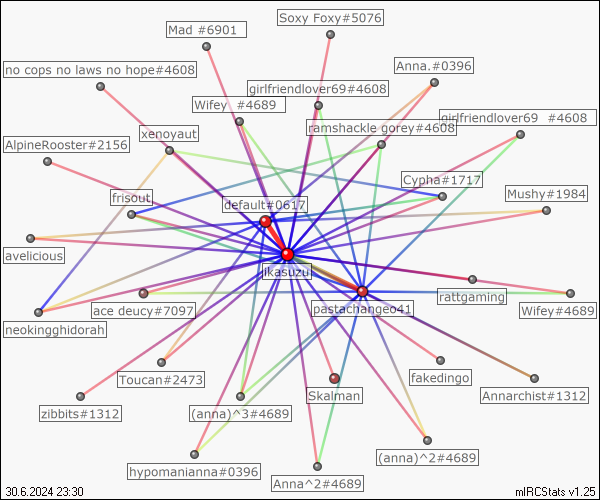 Soxy Foxy#5076
Mad #6901
Anna.#0396
no cops no laws no hope#4608
girlfriendlover69#4608
Wifey #4689
girlfriendlover69 #4608
ramshackle gorey#4608
xenoyaut
AlpineRooster#2156
Cypha#1717
Mushy#1984
frisout
default#0617
avelicious
ikasuzu
rattgaming
ace deucy#7097
pastachangeo41
Wifey#4689
neokingghidorah
fakedingo
Toucan#2473
Skalman
Annarchist#1312
zibbits#1312
(anna)^3#4689
(anna)^2#4689
hypomanianna#0396
Anna^2#4689
30.6.2024 23:30
mIRCStats v1.25